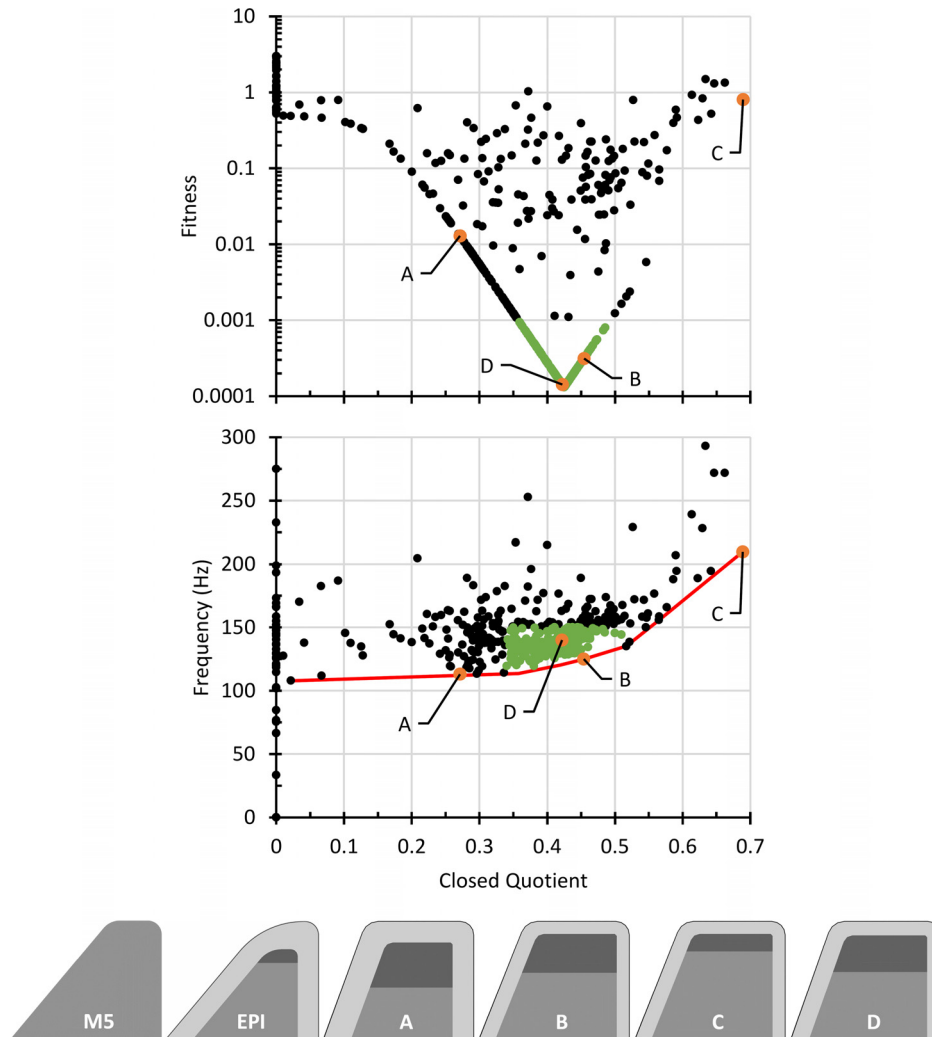 10
1
0.1
Fitness
C
0.01
A
0.001
D
B
0.0001
300
250
200
Frequency (Hz)
C
150
B
100
D
A
50
0
0 0.1 0.2 0.3 0.4 0.5 0.6 0.7
Closed Quotient
M5 EPI A B C D